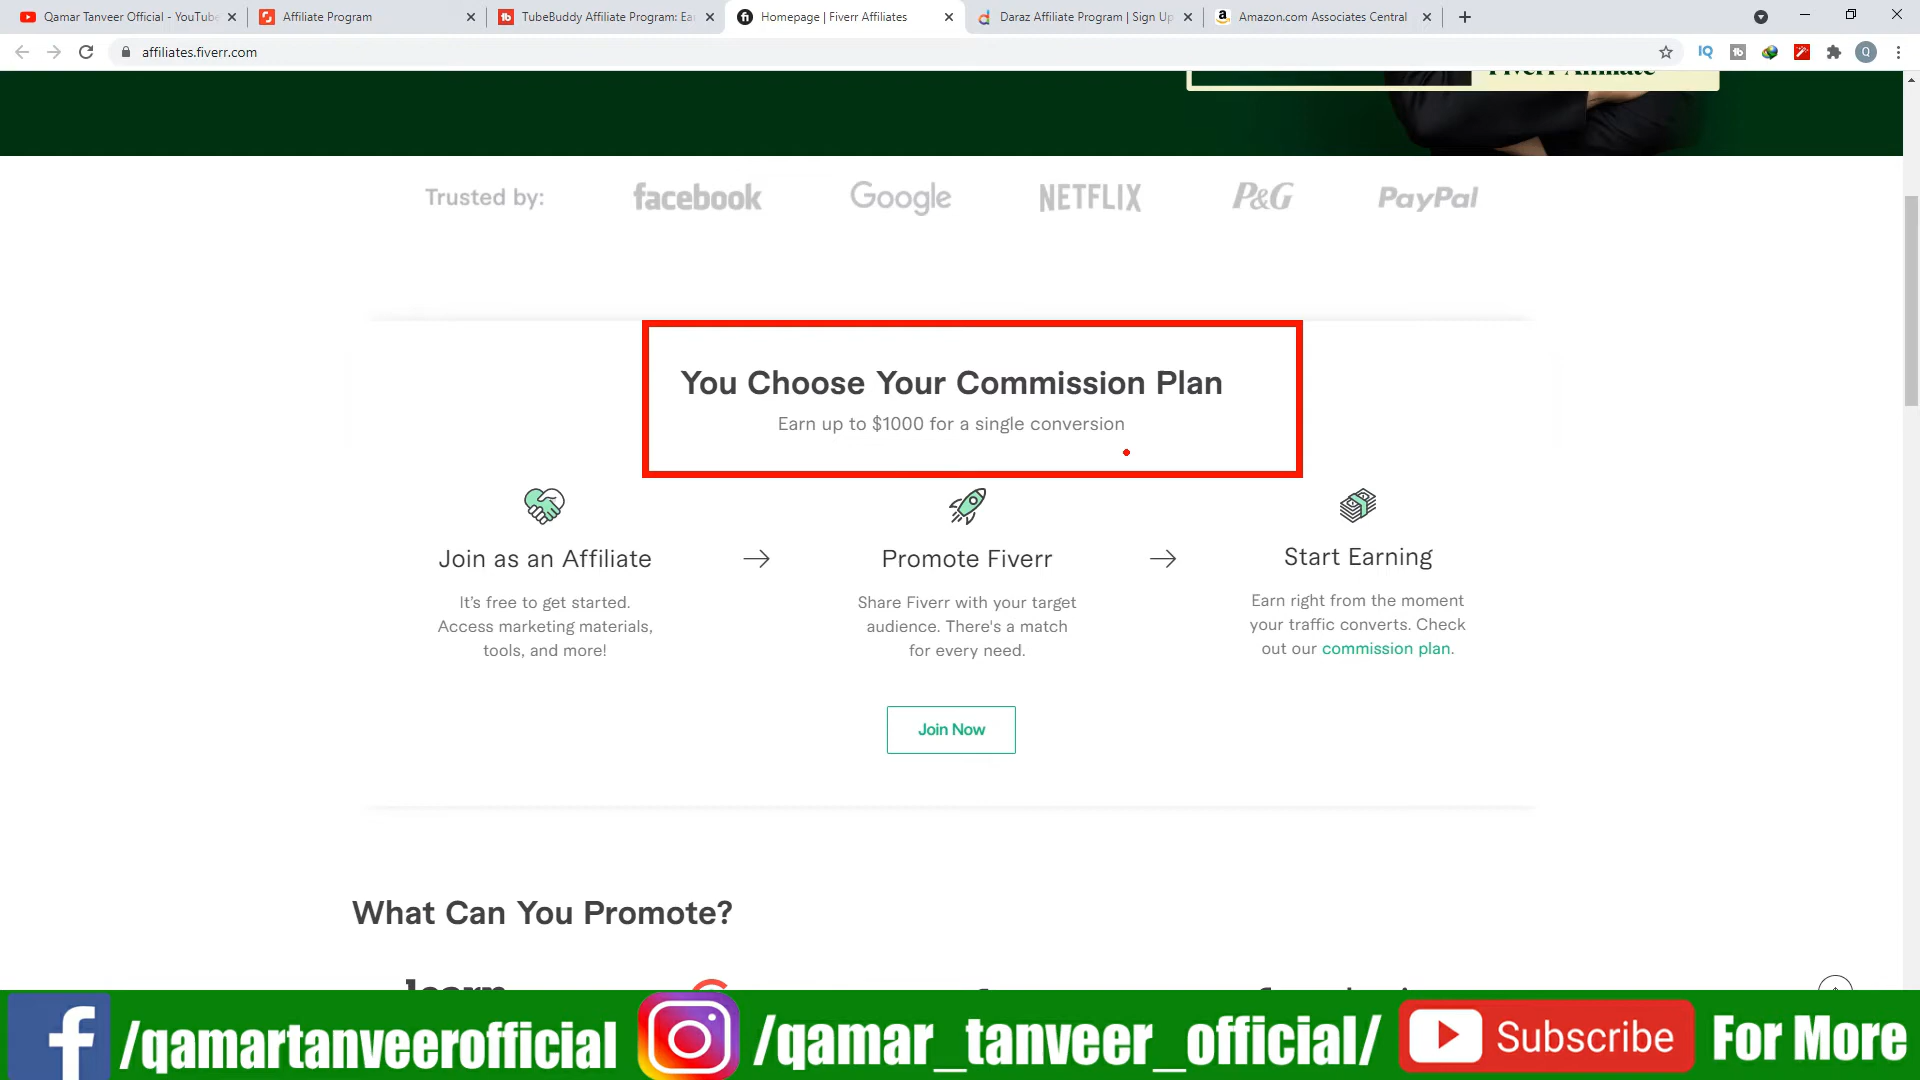 Qamar Tanveer Official - YouTube
Affiliate Program
TubeBuddy Affiliate Program: Ea
Homepage | Fiverr Affiliates
Daraz Affiliate Program | Sign Up
Amazon.com Associates Central
affiliates.fiverr.com
Fiverr Affiliate
Trusted by:
facebook
Google
NETFLIX
P&G
PayPal
You Choose Your Commission Plan
Earn up to $1000 for a single conversion
Join as an Affiliate
It's free to get started.
Access marketing materials,
tools, and more!
Promote Fiverr
Share Fiverr with your target
audience. There's a match
for every need.
Start Earning
Earn right from the moment
your traffic converts. Check
out our commission plan.
Join Now
What Can You Promote?
/qamartanveerofficial
/qamar_tanveer_official/
Subscribe
For More